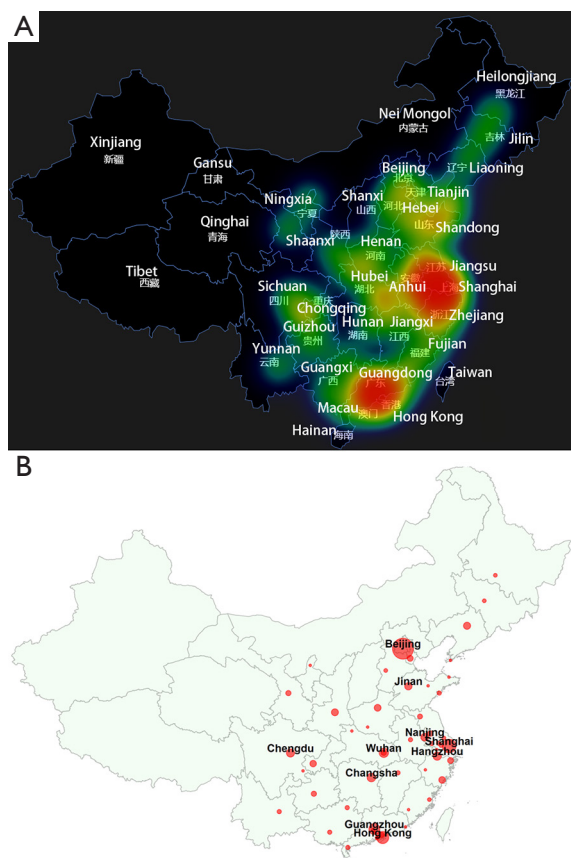 A
Heilongjiang
黑龙江
Nei Mongol
内蒙古
Jilin
吉林
Xinjiang
新疆
Gansu
甘肃
Beijing
北京
Liaoning
辽宁
Ningxia
宁夏
Shanxi
山西
Tianjin
天津
Hebei
河北
Qinghai
青海
Shaanxi
陕西
Shandong
山东
Henan
河南
Tibet
西藏
Sichuan
四川
Hubei
湖北
Anhui
安徽
Jiangsu
江苏
Shanghai
上海
Chongqing
重庆
Zhejiang
浙江
Guizhou
贵州
Hunan
湖南
Jiangxi
江西
Fujian
福建
Yunnan
云南
Guangxi
广西
Guangdong
广东
Taiwan
台湾
Macau
澳门
Hong Kong
香港
Hainan
海南
B
Beijing
Jinan
Nanjing
Shanghai
Hangzhou
Chengdu
Wuhan
Changsha
Guangzhou
Hong Kong